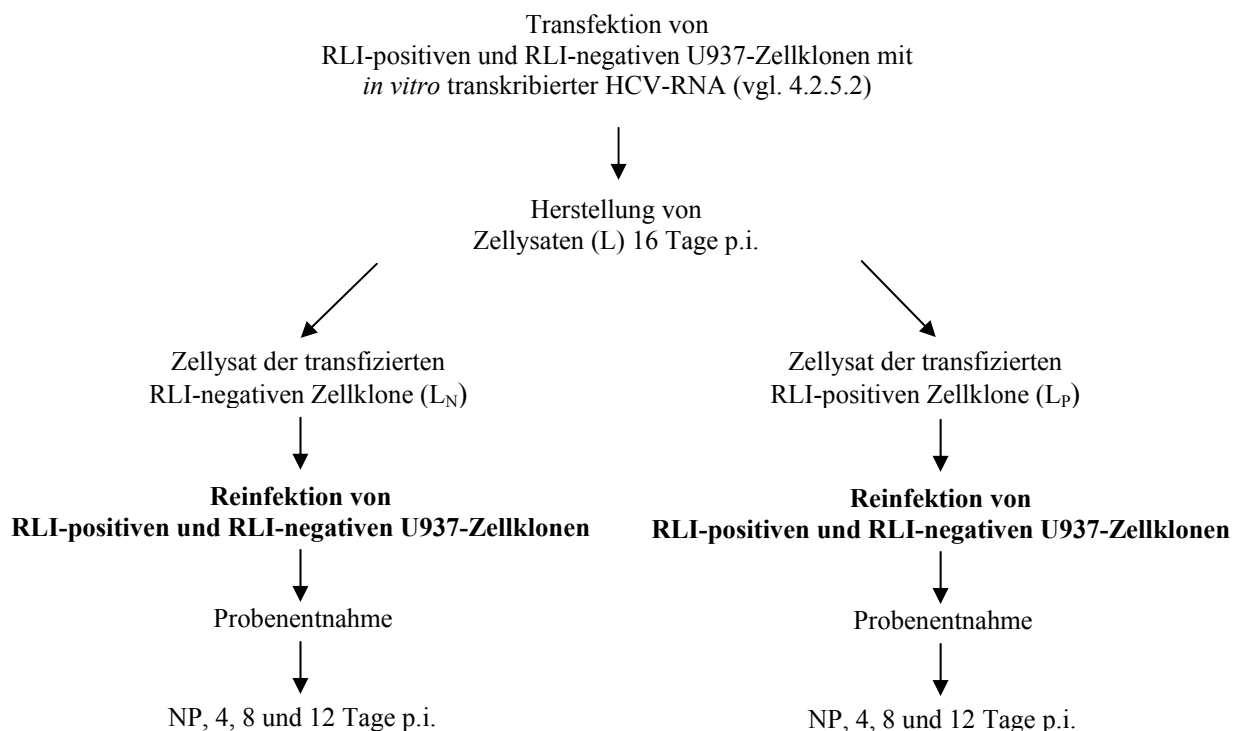 Transfektion von
RLI-positiven und RLI-negativen U937-Zellklonen mit
in vitro transkribierter HCV-RNA (vgl. 4.2.5.2)
Herstellung von
Zellysaten (L) 16 Tage p.i.
Zellysat der transfizierten
RLI-negativen Zellklone (LN)
Reinfektion von
RLI-positiven und RLI-negativen U937-Zellklonen
Probenentnahme
NP, 4, 8 und 12 Tage p.i.
Zellysat der transfizierten
RLI-positiven Zellklone (LP)
Reinfektion von
RLI-positiven und RLI-negativen U937-Zellklonen
Probenentnahme
NP, 4, 8 und 12 Tage p.i.